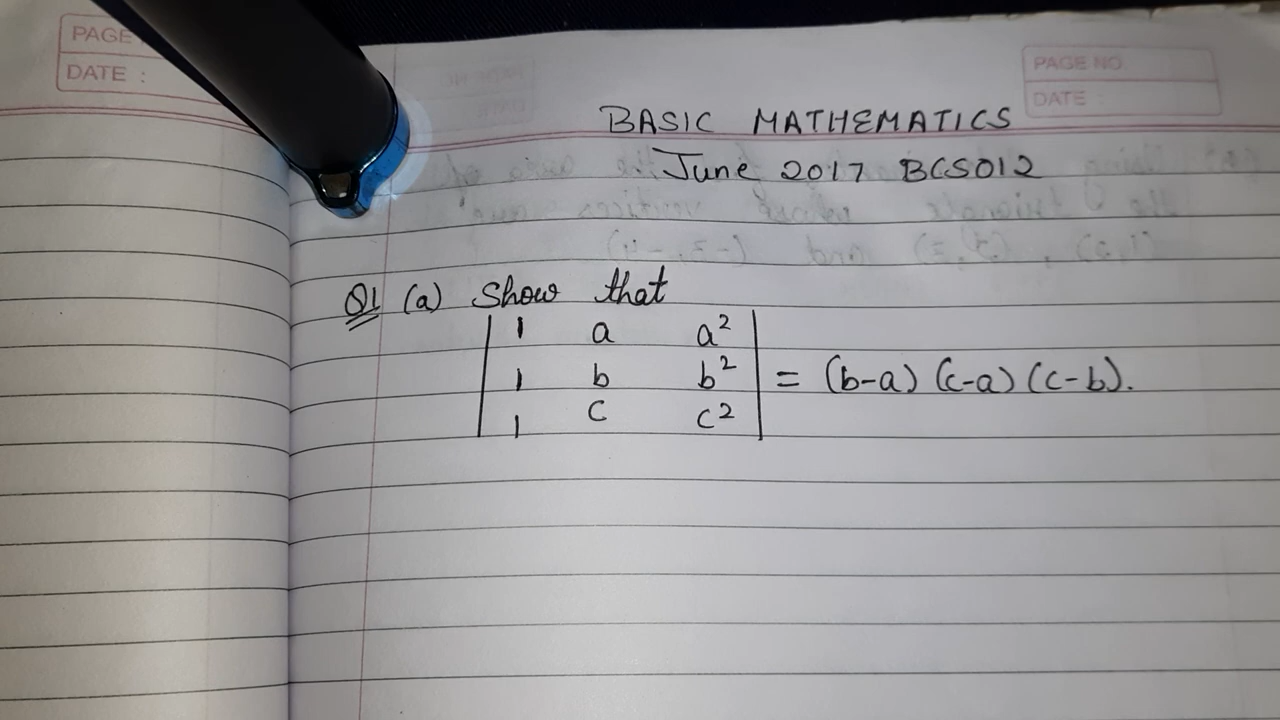 PAGE
DATE :
PAGE NO
DATE :
BASIC MATHEMATICS
June 2017 BCS012
Q1 (a) Show that
| 1 a a² |
| 1 b b² | = (b-a) (c-a) (c-b).
| 1 c c² |